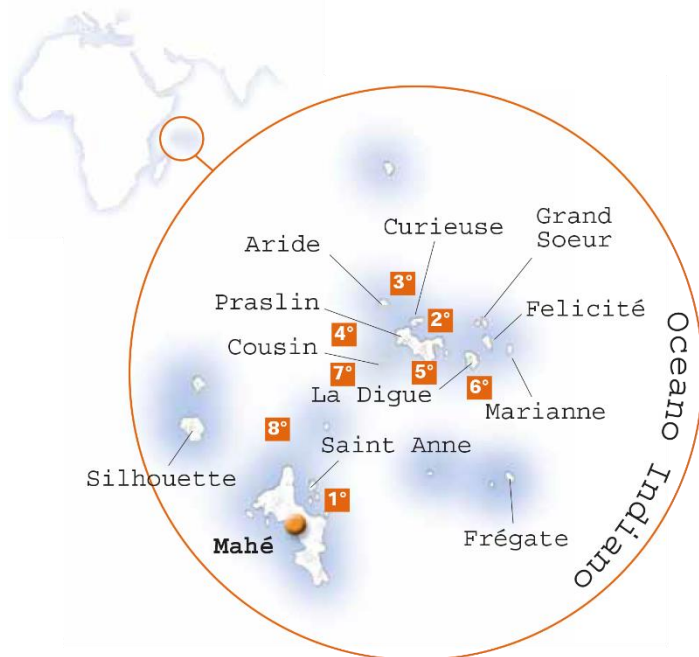 Grand
Soeur
Curieuse
Aride
3°
Praslin
2°
Felicité
4°
Cousin
5°
7°
6°
La Digue
Marianne
8°
Saint Anne
Silhouette
1°
Mahé
Frégate
Oceano Indiano